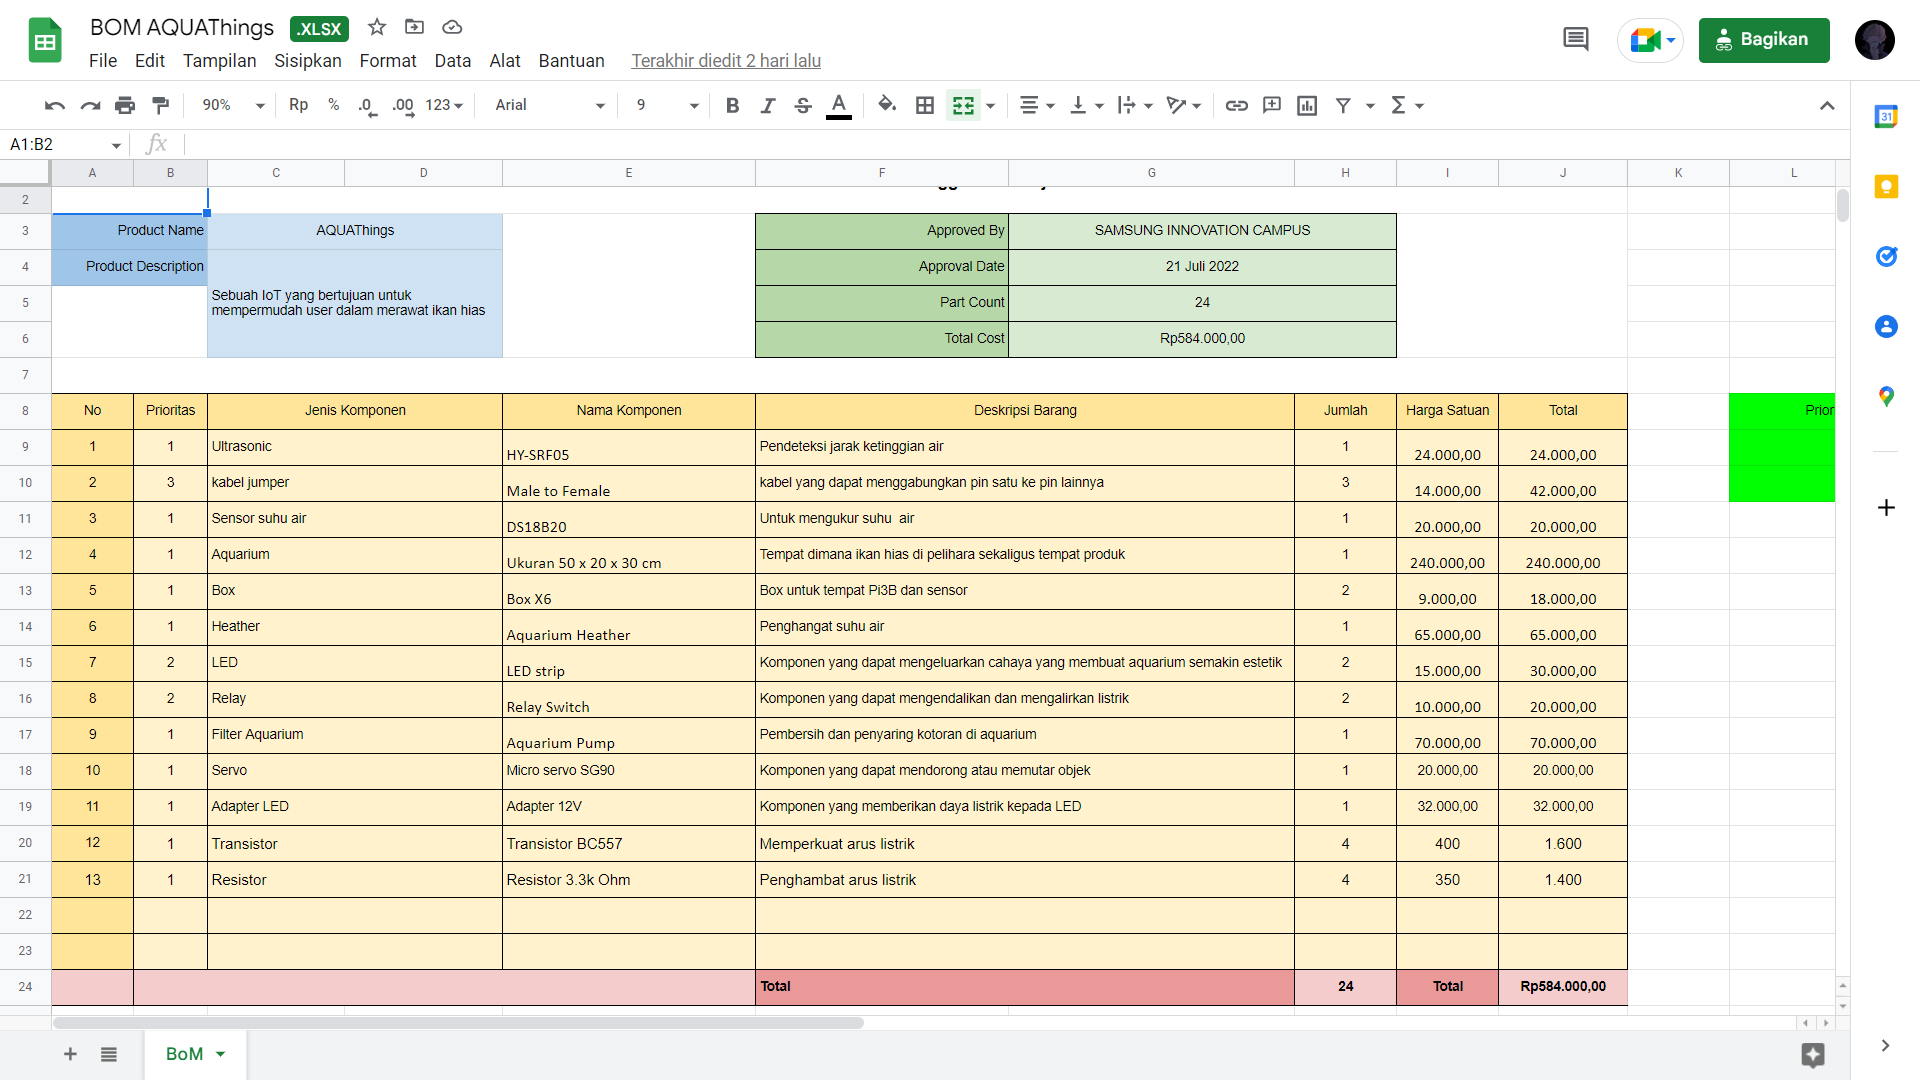 BOM AQUAThings .XLSX
File Edit Tampilan Sisipkan Format Data Alat Bantuan Terakhir diedit 2 hari lalu
Bagikan
90% Rp % .0 .00 123 Arial 9 B I S A
A1:B2 fx
A B C D E F G H I J K L
2
3 Product Name AQUAThings Approved By SAMSUNG INNOVATION CAMPUS
4 Product Description Approval Date 21 Juli 2022
Sebuah IoT yang bertujuan untuk
mempermudah user dalam merawat ikan hias
5 Part Count 24
6 Total Cost Rp584.000,00
7
8 No Prioritas Jenis Komponen Nama Komponen Deskripsi Barang Jumlah Harga Satuan Total Prior
9 1 1 Ultrasonic HY-SRF05 Pendeteksi jarak ketinggian air 1 24.000,00 24.000,00
10 2 3 kabel jumper Male to Female kabel yang dapat menggabungkan pin satu ke pin lainnya 3 14.000,00 42.000,00
11 3 1 Sensor suhu air DS18B20 Untuk mengukur suhu  air 1 20.000,00 20.000,00
12 4 1 Aquarium Ukuran 50 x 20 x 30 cm Tempat dimana ikan hias di pelihara sekaligus tempat produk 1 240.000,00 240.000,00
13 5 1 Box Box X6 Box untuk tempat Pi3B dan sensor 2 9.000,00 18.000,00
14 6 1 Heather Aquarium Heather Penghangat suhu air 1 65.000,00 65.000,00
15 7 2 LED LED strip Komponen yang dapat mengeluarkan cahaya yang membuat aquarium semakin estetik 2 15.000,00 30.000,00
16 8 2 Relay Relay Switch Komponen yang dapat mengendalikan dan mengalirkan listrik 2 10.000,00 20.000,00
17 9 1 Filter Aquarium Aquarium Pump Pembersih dan penyaring kotoran di aquarium 1 70.000,00 70.000,00
18 10 1 Servo Micro servo SG90 Komponen yang dapat mendorong atau memutar objek 1 20.000,00 20.000,00
19 11 1 Adapter LED Adapter 12V Komponen yang memberikan daya listrik kepada LED 1 32.000,00 32.000,00
20 12 1 Transistor Transistor BC557 Memperkuat arus listrik 4 400 1.600
21 13 1 Resistor Resistor 3.3k Ohm Penghambat arus listrik 4 350 1.400
22
23
24 Total 24 Total Rp584.000,00
BoM
31